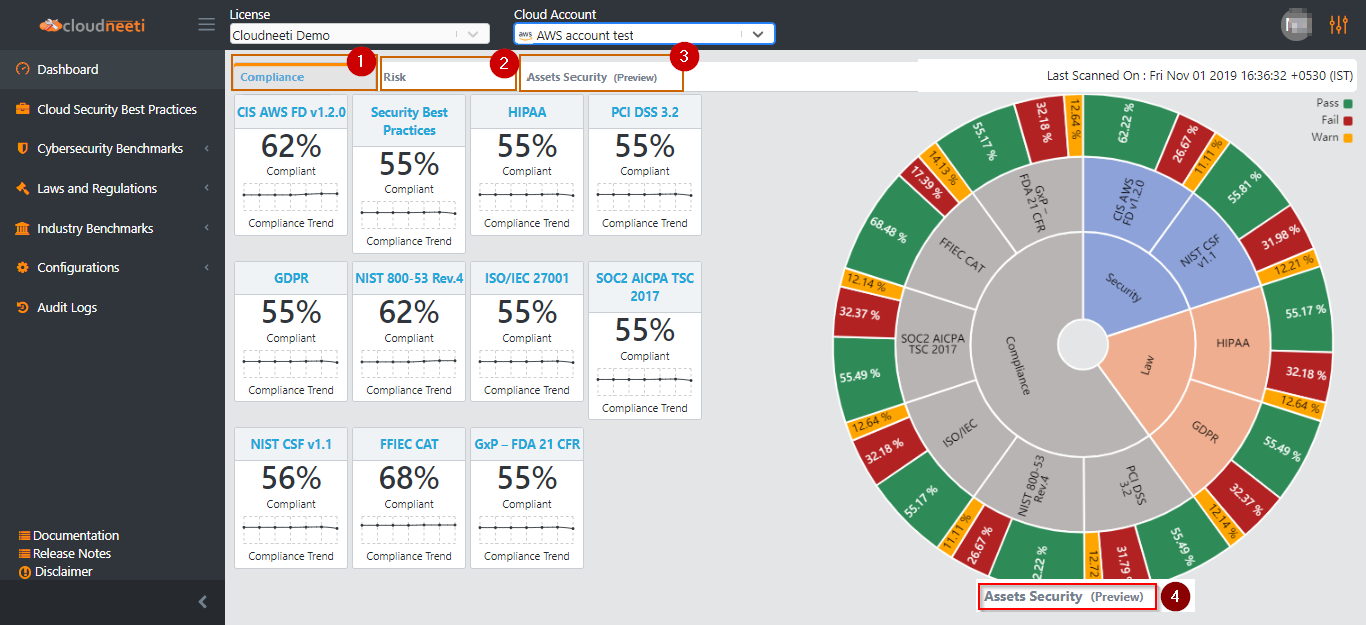 cloudneeti
License
Cloudneeti Demo
Cloud Account
aws AWS account test
Dashboard
Cloud Security Best Practices
Cybersecurity Benchmarks
Laws and Regulations
Industry Benchmarks
Configurations
Audit Logs
Documentation
Release Notes
Disclaimer
Compliance
1
Risk
2
Assets Security (Preview)
3
Last Scanned On : Fri Nov 01 2019 16:36:32 +0530 (IST)
CIS AWS FD v1.2.0
62%
Compliant
Compliance Trend
Security Best
Practices
55%
Compliant
Compliance Trend
HIPAA
55%
Compliant
Compliance Trend
PCI DSS 3.2
55%
Compliant
Compliance Trend
GDPR
55%
Compliant
Compliance Trend
NIST 800-53 Rev.4
62%
Compliant
Compliance Trend
ISO/IEC 27001
55%
Compliant
Compliance Trend
SOC2 AICPA TSC
2017
55%
Compliant
Compliance Trend
NIST CSF v1.1
56%
Compliant
Compliance Trend
FFIEC CAT
68%
Compliant
Compliance Trend
GxP – FDA 21 CFR
55%
Compliant
Compliance Trend
Pass
Fail
Warn
Security
Law
Compliance
CIS AWS
FD v1.2.0
62.22 %
26.67 %
11.11 %
NIST CSF
v1.1
55.81 %
31.98 %
12.21 %
HIPAA
55.17 %
32.18 %
12.64 %
GDPR
55.49 %
32.37 %
12.14 %
PCI DSS
3.2
55.49 %
31.79 %
12.72
NIST 800-53
Rev.4
2.22 %
26.67 %
11.11 %
ISO/IEC
55.17 %
32.18 %
12.64 %
SOC2 AICPA
TSC 2017
55.49 %
32.37 %
12.14 %
FFIEC CAT
68.48 %
17.39 %
14.13 %
GxP –
FDA 21 CFR
55.17 %
32.18 %
12.64 %
Assets Security (Preview)
4